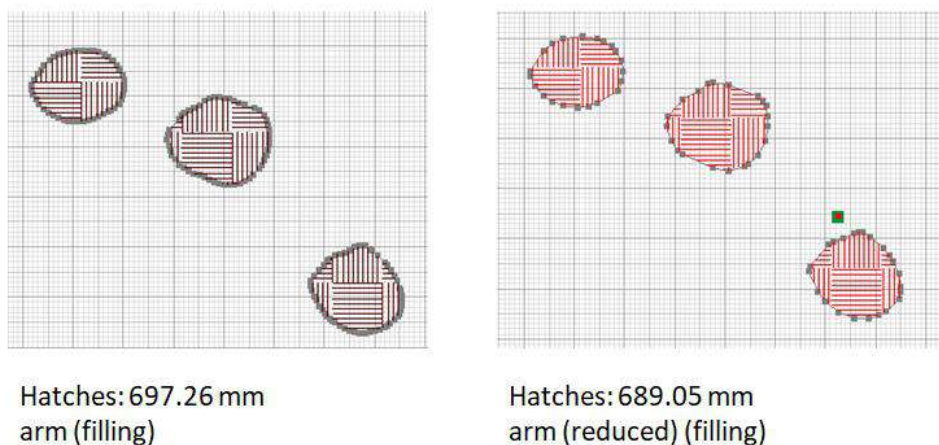 Hatches: 697.26 mm
arm (filling)
Hatches: 689.05 mm
arm (reduced) (filling)